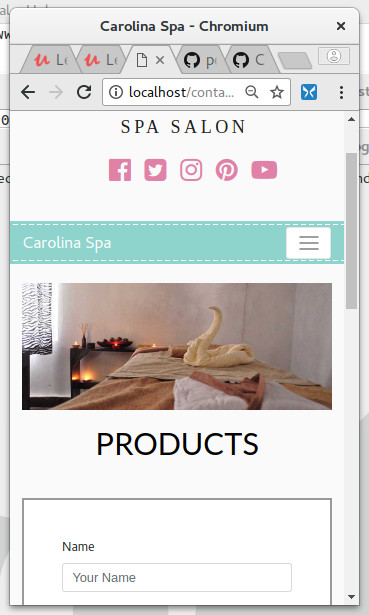 Carolina Spa - Chromium
Le
Le
C
localhost/conta...
SPA SALON
Carolina Spa
PRODUCTS
Name
Your Name